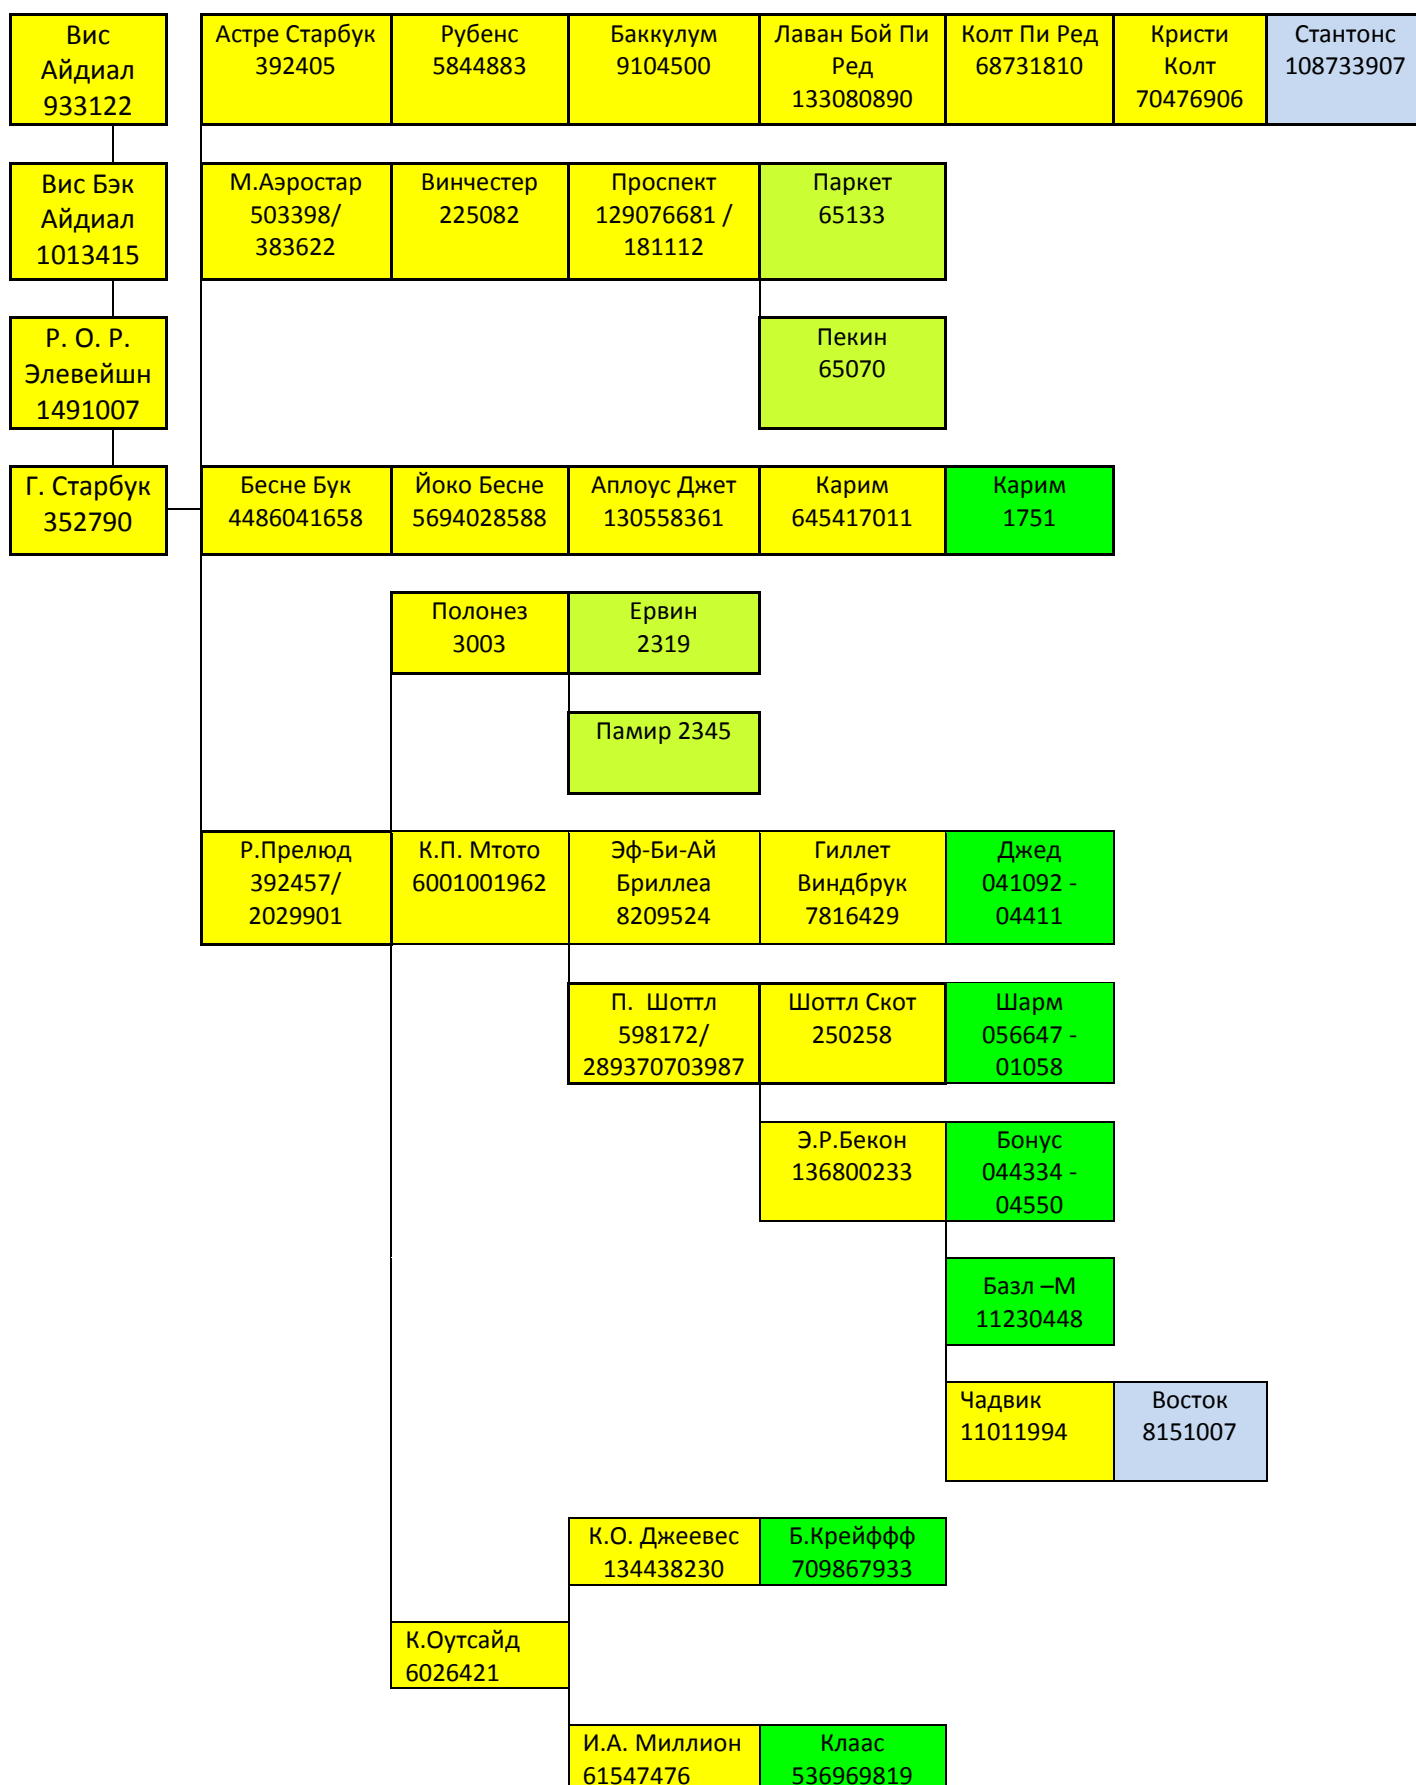 Вис
Айдиал
933122
Астре Старбук
392405
Рубенс
5844883
Баккулум
9104500
Лаван Бой Пи
Ред
133080890
Колт Пи Ред
68731810
Кристи
Колт
70476906
Стантонс
108733907
Вис Бэк
Айдиал
1013415
М.Аэростар
503398/
383622
Винчестер
225082
Проспект
129076681 /
181112
Паркет
65133
Р. О. Р.
Элевейшн
1491007
Пекин
65070
Г. Старбук
352790
Бесне Бук
4486041658
Йоко Бесне
5694028588
Аплоус Джет
130558361
Карим
645417011
Карим
1751
Полонез
3003
Ервин
2319
Памир 2345
Р.Прелюд
392457/
2029901
К.П. Мтото
6001001962
Эф-Би-Ай
Бриллеа
8209524
Гиллет
Виндбрук
7816429
Джед
041092 -
04411
П.  Шоттл
598172/
289370703987
Шоттл Скот
250258
Шарм
056647 -
01058
Э.Р.Бекон
136800233
Бонус
044334 -
04550
Базл –М
11230448
Чадвик
11011994
Восток
8151007
К.О. Джеевес
134438230
Б.Крейффф
709867933
К.Оутсайд
6026421
И.А. Миллион
61547476
Клаас
536969819